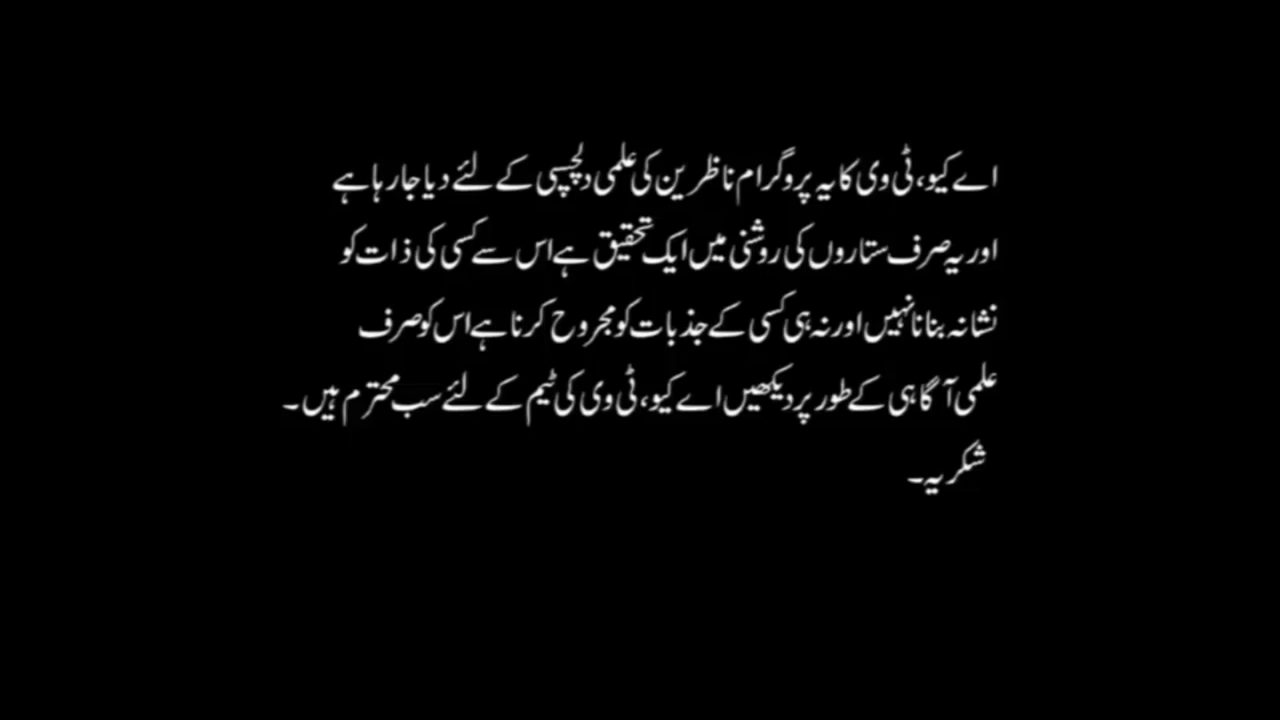 اے کیو، ٹی وی کا یہ پروگرام ناظرین کی علمی دلچسپی کے لئے دیا جا رہا ہے
اور یہ صرف ستاروں کی روشنی میں ایک تحقیق ہے اس سے کسی کی ذات کو
نشانہ بنانا نہیں اور نہ ہی کسی کے جذبات کو مجروح کرنا ہے اس کو صرف
علمی آگاہی کے طور پر دیکھیں اے کیو، ٹی وی کی ٹیم کے لئے سب محترم ہیں۔
شکریہ۔